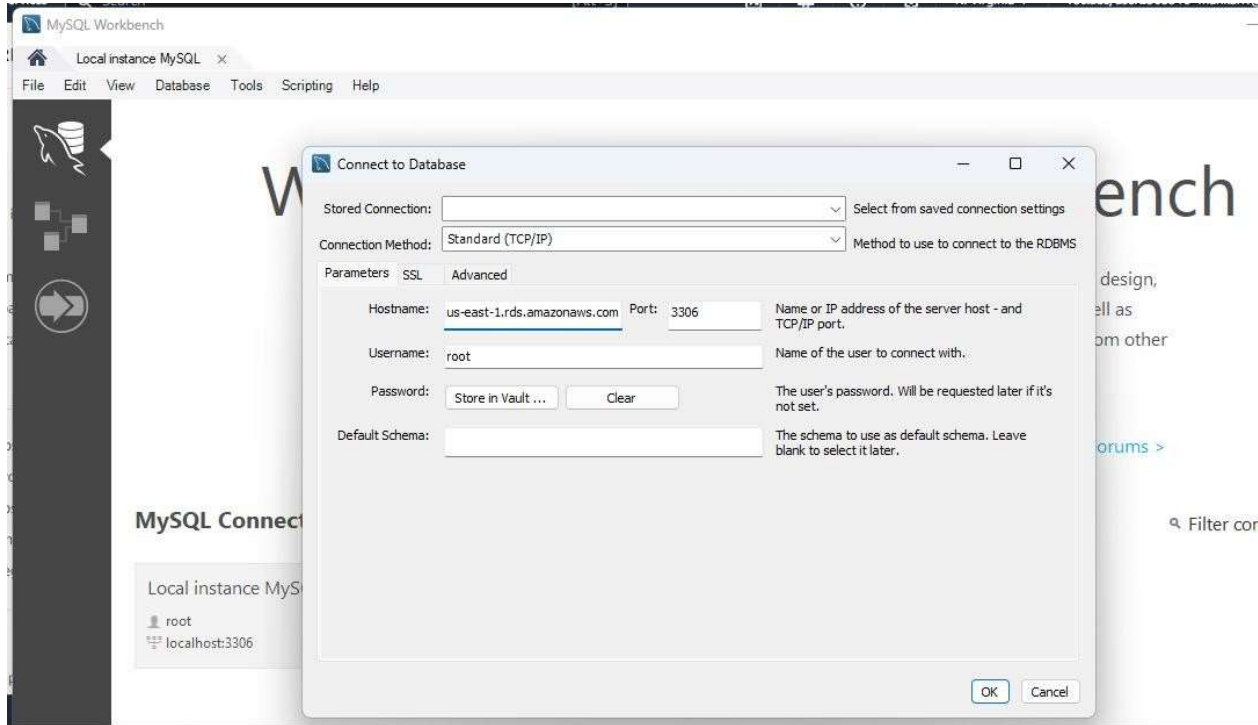 Search
MySQL Workbench
Local instance MySQL ×
File Edit View Database Tools Scripting Help
W
ench
Connect to Database
Stored Connection:
Select from saved connection settings
Connection Method: Standard (TCP/IP)
Method to use to connect to the RDBMS
Parameters SSL Advanced
design,
Hostname: us-east-1.rds.amazonaws.com Port: 3306 Name or IP address of the server host - and
TCP/IP port.
ell as
om other
Username: root Name of the user to connect with.
Password: Store in Vault ... Clear The user's password. Will be requested later if it's
not set.
Default Schema: The schema to use as default schema. Leave
blank to select it later.
orums >
MySQL Connect
Filter cor
Local instance MyS
root
localhost:3306
OK Cancel